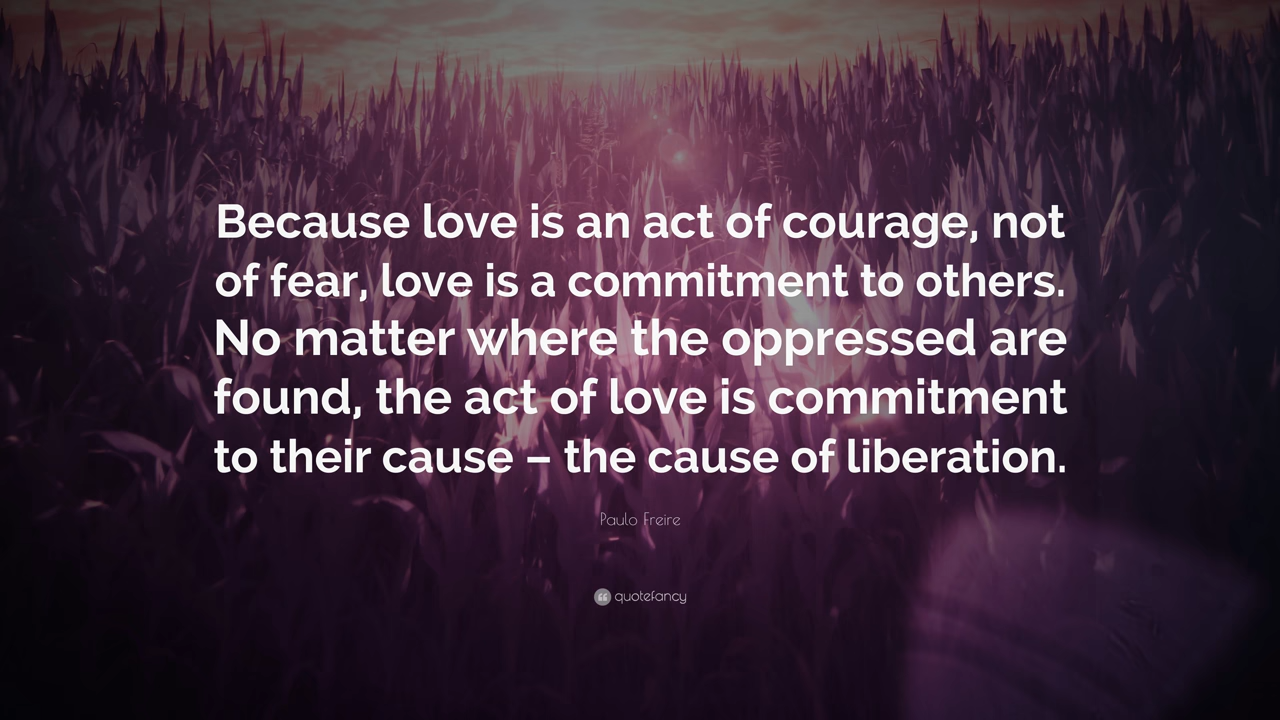 Because love is an act of courage, not
of fear, love is a commitment to others.
No matter where the oppressed are
found, the act of love is commitment
to their cause – the cause of liberation.
Paulo Freire
quotefancy